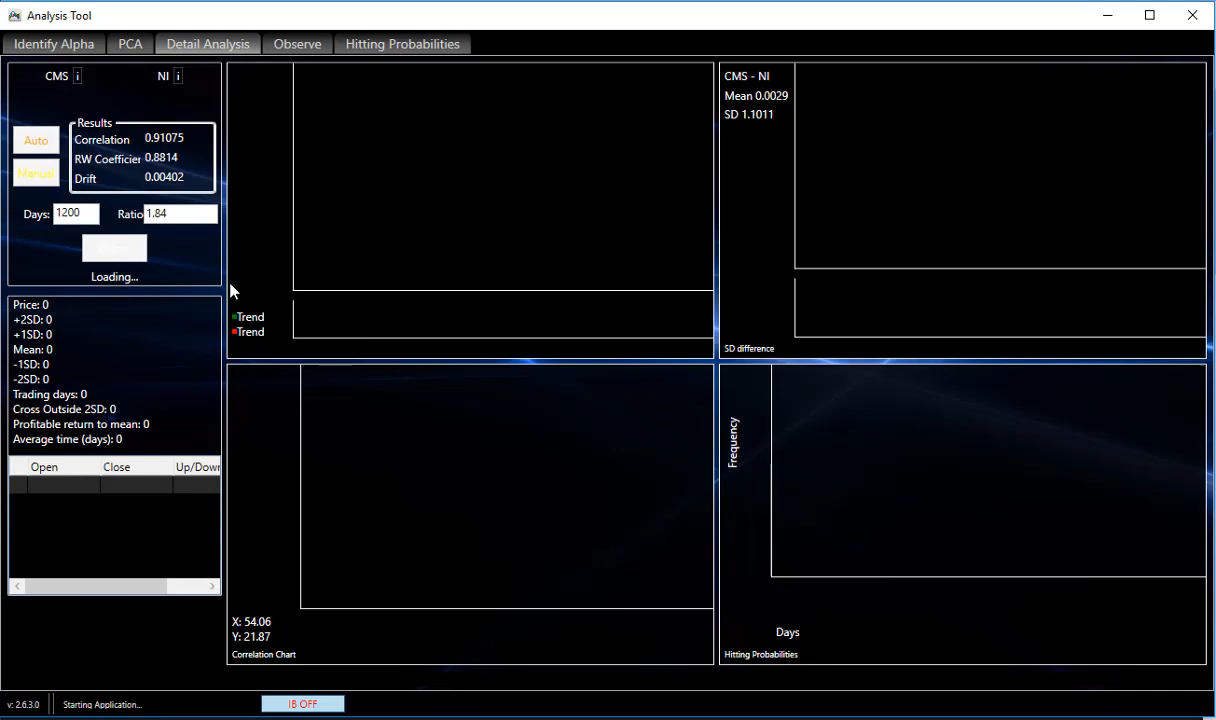 Analysis Tool
Identify Alpha PCA Detail Analysis Observe Hitting Probabilities
CMS i NI i
Results
Auto
Manual
Correlation 0.91075
RW Coefficier 0.8814
Drift 0.00402
Days: 1200 Ratio 1.84
Loading...
Price: 0
+2SD: 0
+1SD: 0
Mean: 0
-1SD: 0
-2SD: 0
Trading days: 0
Cross Outside 2SD: 0
Profitable return to mean: 0
Average time (days): 0
Open Close Up/Down
Trend
Trend
CMS - NI
Mean 0.0029
SD 1.1011
SD difference
X: 54.06
Y: 21.87
Correlation Chart
Frequency
Days
Hitting Probabilities
v: 2.6.3.0 Starting Application... IB OFF